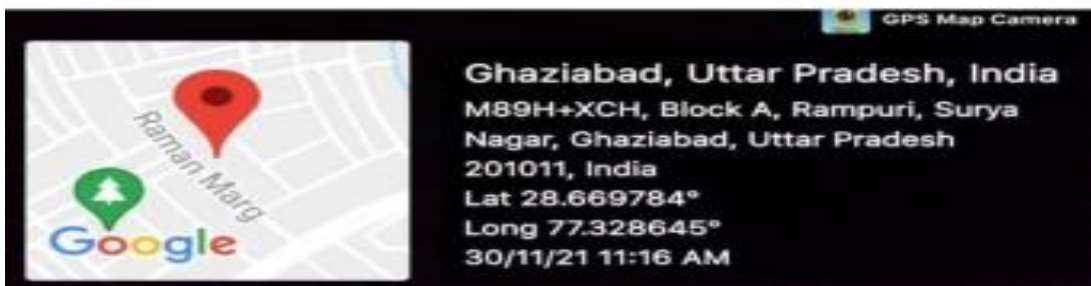 GPS Map Camera
Ghaziabad, Uttar Pradesh, India
M89H+XCH, Block A, Rampuri, Surya
Nagar, Ghaziabad, Uttar Pradesh
201011, India
Lat 28.669784°
Long 77.328645°
30/11/21 11:16 AM
Raman Marg
Google